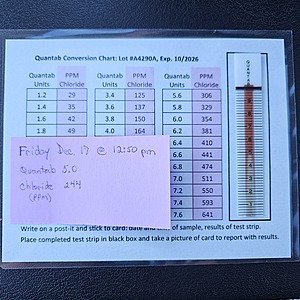 Quantab Conversion Chart: Lot #A4290A, Exp. 10/2026
Quantab Units PPM Chloride Quantab Units PPM Chloride Quantab Units PPM Chloride
1.2 29 3.4 125 5.6 306
1.4 35 3.6 137 5.8 329
1.6 42 3.8 150 6.0 354
1.8 49 4.0 164 6.2 381
6.4 410
6.6 441
6.8 474
7.0 511
7.2 550
7.4 593
7.6 641
Friday Dec. 17 @ 12:50 pm
Quantab 5.0
Chloride 244
(PPM)
QUANTAB
Write on a post-it and stick to card: date and time of sample, results of test strip.
Place completed test strip in black box and take a picture of card to report with results.